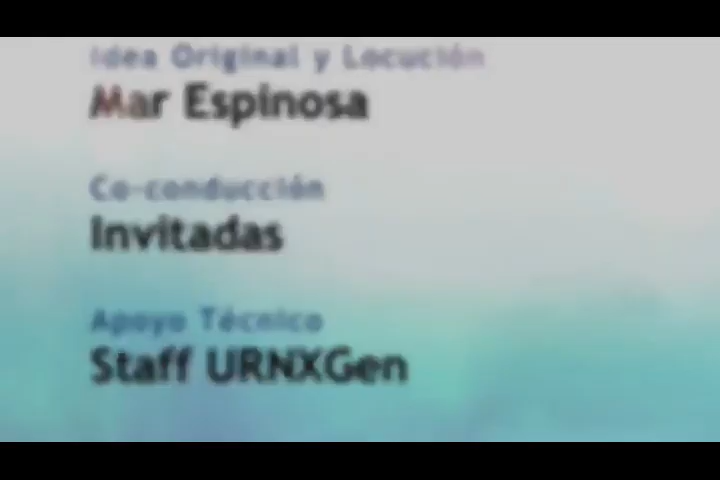 Idea Original y Locución
Mar Espinosa
Co-conducción
Invitadas
Apoyo Técnico
Staff URNXGen